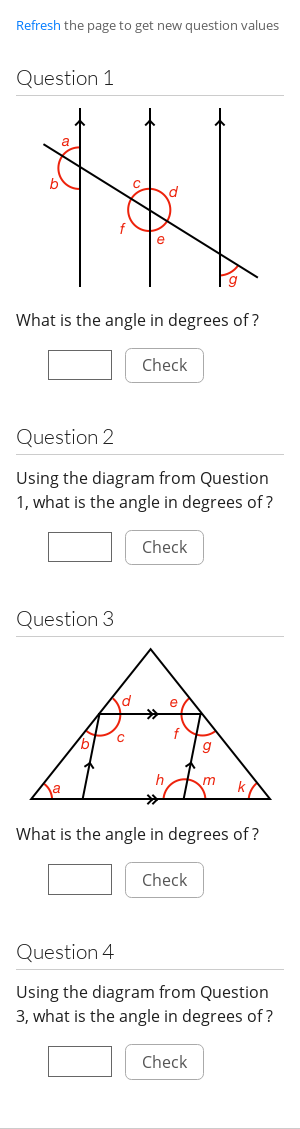 Refresh the page to get new question values
Question 1
a
b
c
d
f
e
g
What is the angle in degrees of ?
Check
Question 2
Using the diagram from Question
1, what is the angle in degrees of ?
Check
Question 3
d
e
b
c
f
g
a
h
m
k
What is the angle in degrees of ?
Check
Question 4
Using the diagram from Question
3, what is the angle in degrees of ?
Check